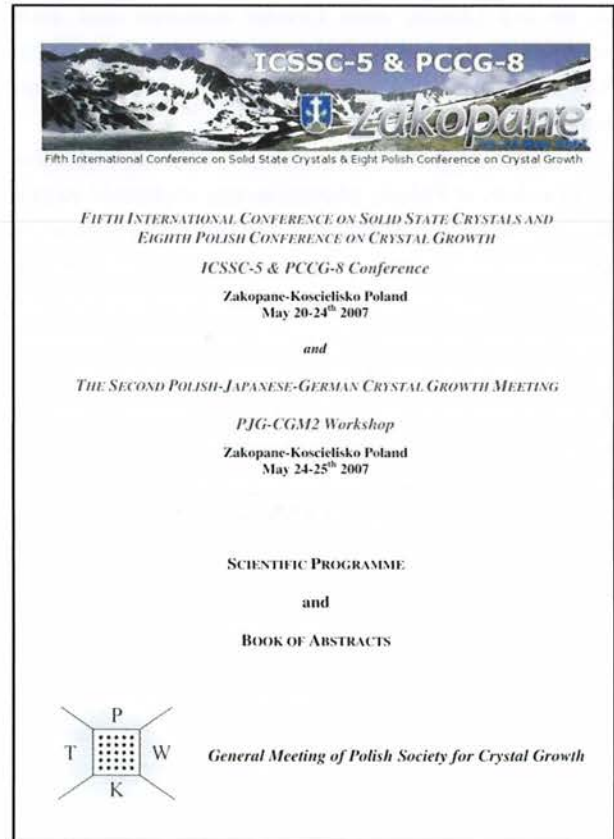 ICSSC-5 & PCCG-8
Zakopane
20-24 May 2007
Fifth International Conference on Solid State Crystals & Eight Polish Conference on Crystal Growth
FIFTH INTERNATIONAL CONFERENCE ON SOLID STATE CRYSTALS AND
EIGHTH POLISH CONFERENCE ON CRYSTAL GROWTH
ICSSC-5 & PCCG-8 Conference
Zakopane-Koscielisko Poland
May 20-24th 2007
and
THE SECOND POLISH-JAPANESE-GERMAN CRYSTAL GROWTH MEETING
PJG-CGM2 Workshop
Zakopane-Koscielisko Poland
May 24-25th 2007
SCIENTIFIC PROGRAMME
and
BOOK OF ABSTRACTS
P
T W
K
General Meeting of Polish Society for Crystal Growth